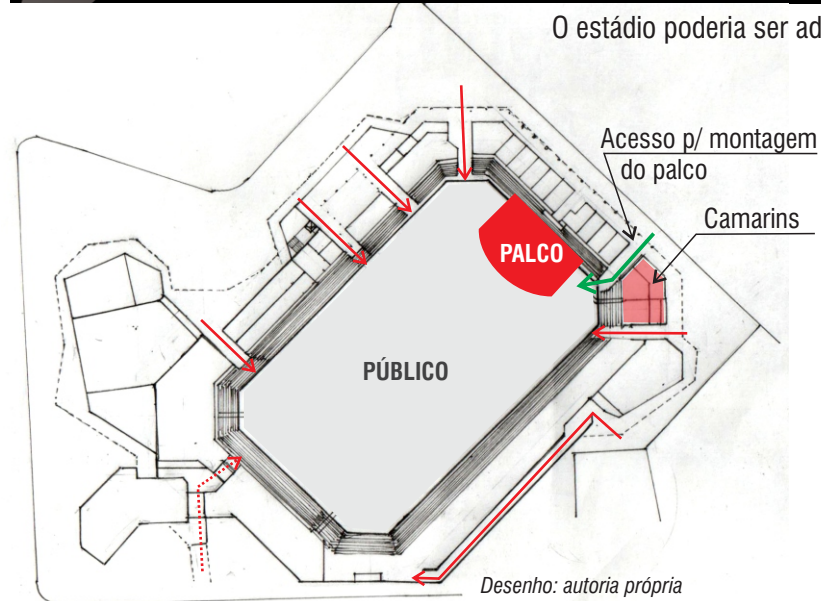 O estádio poderia ser ad
Acesso p/ montagem
do palco
Camarins
PALCO
PÚBLICO
Desenho: autoria própria